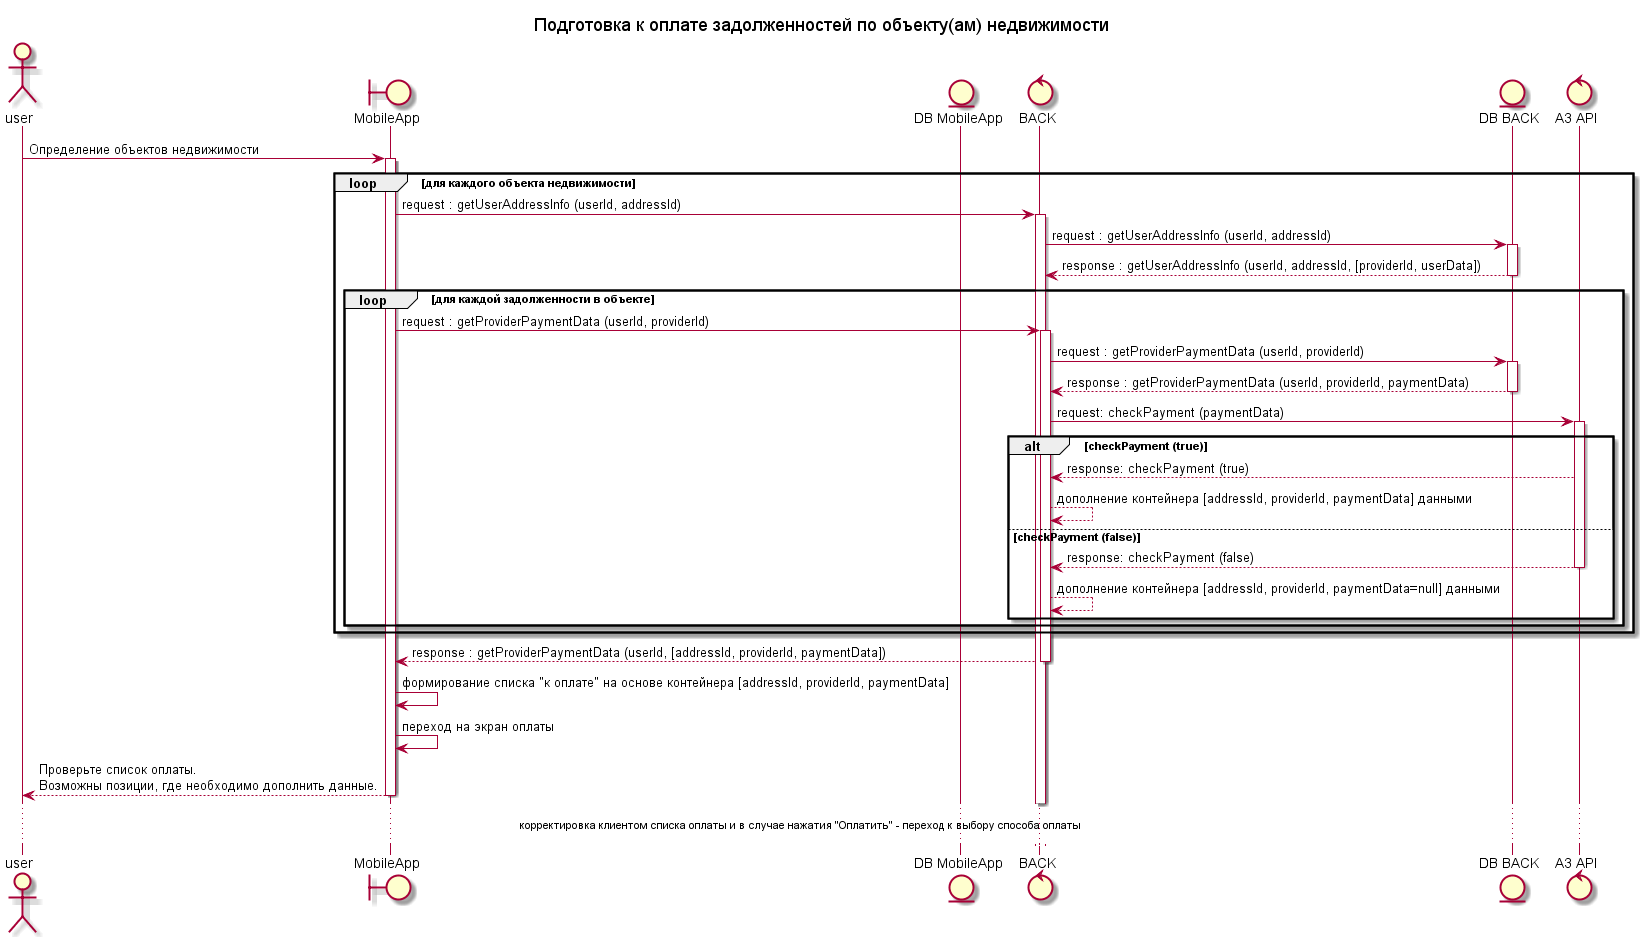 Подготовка к оплате задолженностей по объекту(ам) недвижимости
user
MobileApp
DB MobileApp
BACK
DB BACK
A3 API
Определение объектов недвижимости
loop
[для каждого объекта недвижимости]
request : getUserAddressInfo (userId, addressId)
request : getUserAddressInfo (userId, addressId)
response : getUserAddressInfo (userId, addressId, [providerId, userData])
loop
[для каждой задолженности в объекте]
request : getProviderPaymentData (userId, providerId)
request : getProviderPaymentData (userId, providerId)
response : getProviderPaymentData (userId, providerId, paymentData)
request: checkPayment (paymentData)
alt
[checkPayment (true)]
response: checkPayment (true)
дополнение контейнера [addressId, providerId, paymentData] данными
[checkPayment (false)]
response: checkPayment (false)
дополнение контейнера [addressId, providerId, paymentData=null] данными
response : getProviderPaymentData (userId, [addressId, providerId, paymentData])
формирование списка "к оплате" на основе контейнера [addressId, providerId, paymentData]
переход на экран оплаты
Проверьте список оплаты.
Возможны позиции, где необходимо дополнить данные.
корректировка клиентом списка оплаты и в случае нажатия "Оплатить" - переход к выбору способа оплаты
user
MobileApp
DB MobileApp
BACK
DB BACK
A3 API